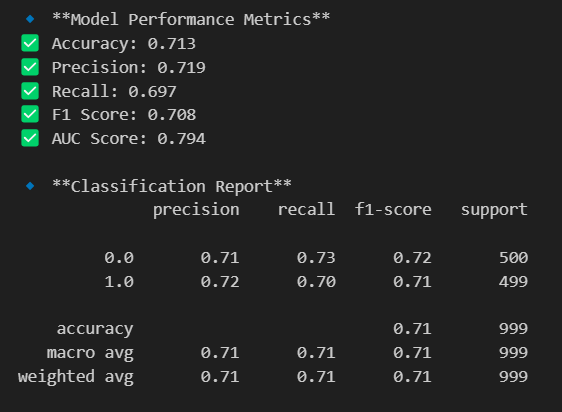 🔹 **Model Performance Metrics**
✅ Accuracy: 0.713
✅ Precision: 0.719
✅ Recall: 0.697
✅ F1 Score: 0.708
✅ AUC Score: 0.794
🔹 **Classification Report**
precision recall f1-score support
0.0 0.71 0.73 0.72 500
1.0 0.72 0.70 0.71 499
accuracy 0.71 999
macro avg 0.71 0.71 0.71 999
weighted avg 0.71 0.71 0.71 999